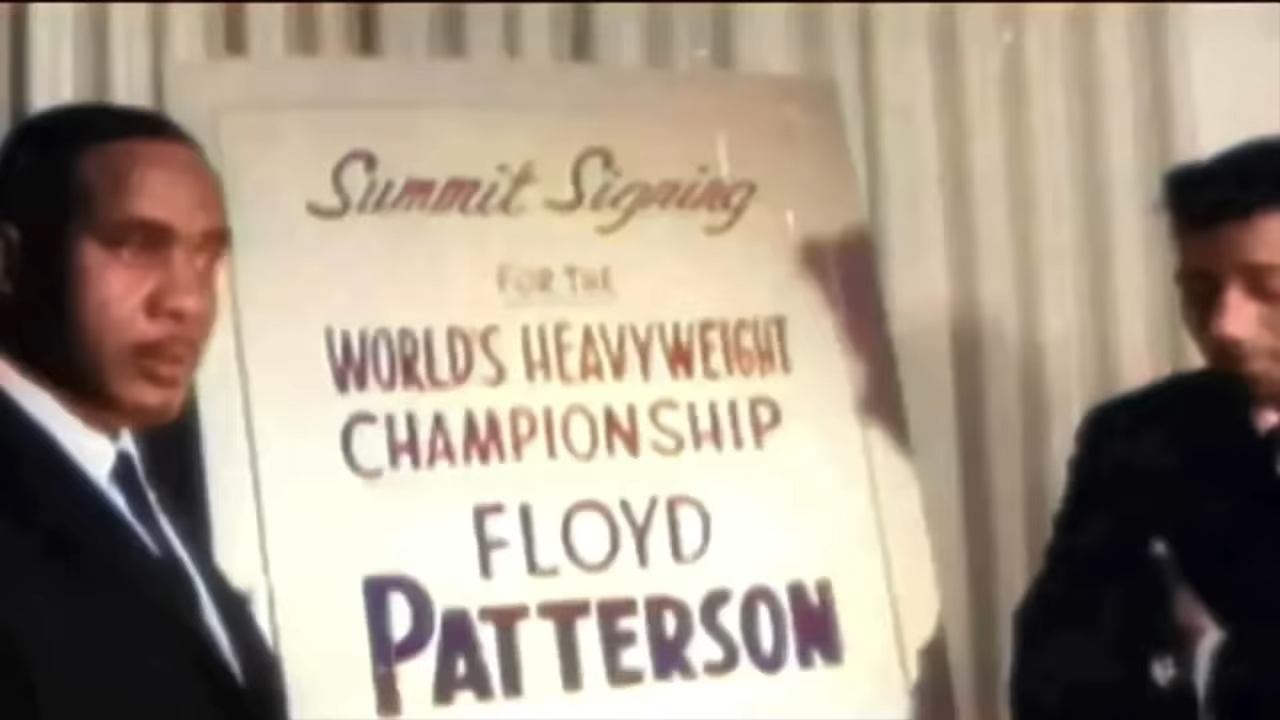 Summit Signing
FOR THE
WORLD'S HEAVYWEIGHT
CHAMPIONSHIP
FLOYD
PATTERSON